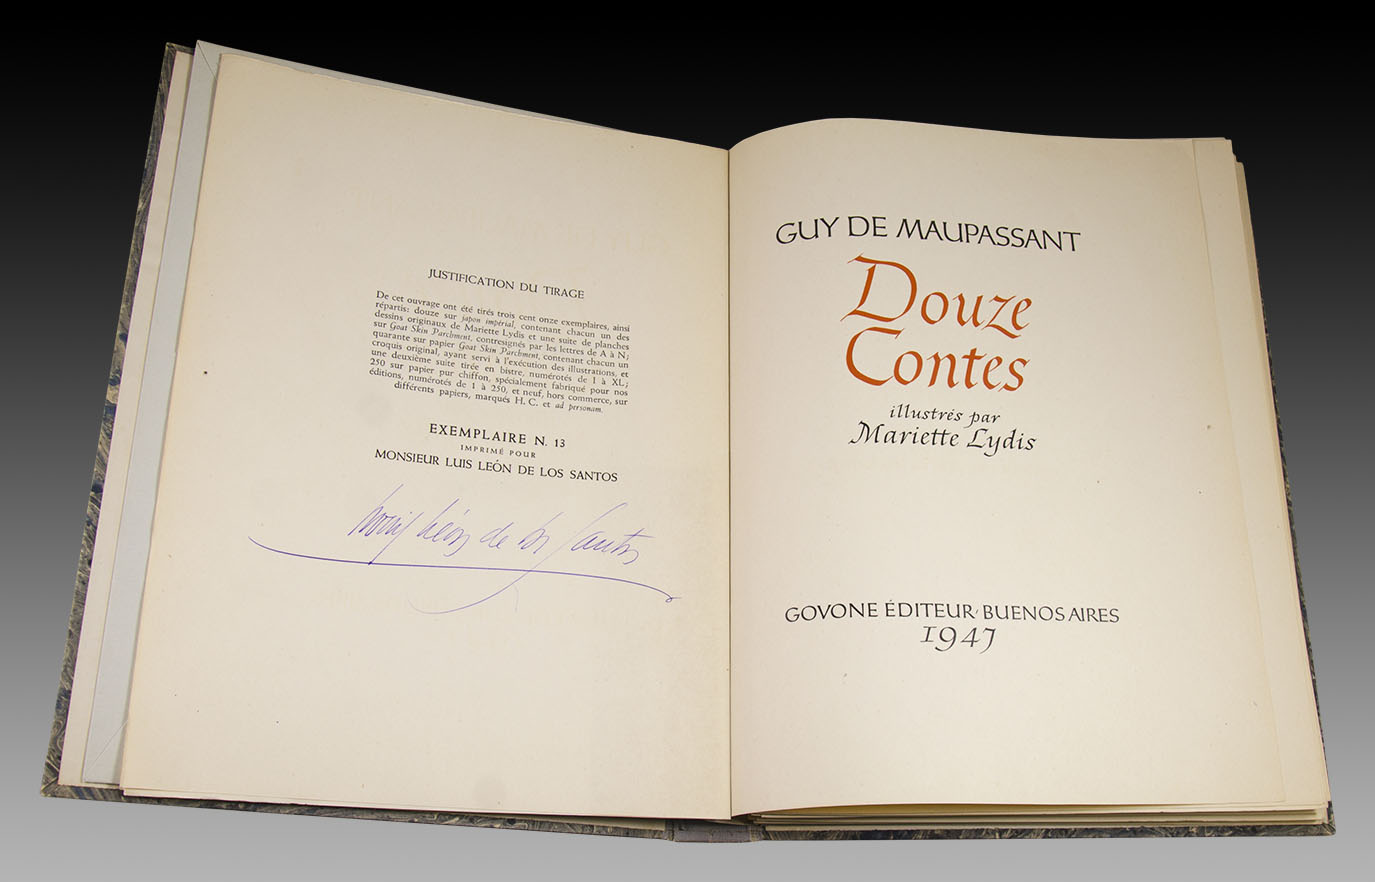 JUSTIFICATION DU TIRAGE
De cet ouvrage ont été tirés trois cent onze exemplaires, ainsi
répartis: douze sur japon impérial, contenant chacun un des
dessins originaux de Mariette Lydis et une suite de planches
sur Goat Skin Parchment, contresignés par les lettres de A à N;
quarante sur papier Goat Skin Parchment, contenant chacun un
croquis original, ayant servi à l'exécution des illustrations, et
une deuxième suite tirée en bistre, numérotés de I à XL;
250 sur papier pur chiffon, spécialement fabriqué pour nos
éditions, numérotés de 1 à 250, et neuf, hors commerce, sur
différents papiers, marqués H. C. et ad personam.
EXEMPLAIRE N. 13
IMPRIMÉ POUR
MONSIEUR LUIS LEÓN DE LOS SANTOS
Louis León de los Santos
GUY DE MAUPASSANT
Douze
Contes
illustrés par
Mariette Lydis
GOVONE ÉDITEUR, BUENOS AIRES
1947